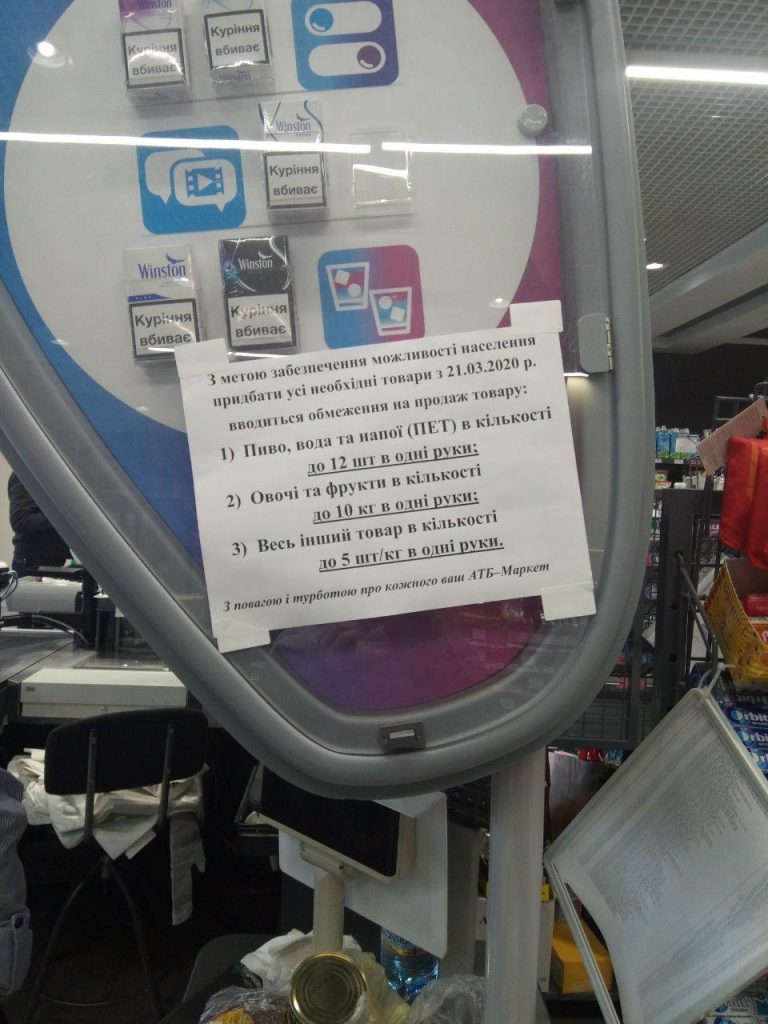 Куріння
вбиває
Куріння
вбиває
Winston
Winston
Куріння
вбиває
Winston
Куріння
вбиває
Winston
Куріння
вбиває
З метою забезпечення можливості населення
придбати усі необхідні товари з 21.03.2020 р.
вводиться обмеження на продаж товару:
1) Пиво, вода та напої (ПЕТ) в кількості
до 12 шт в одні руки;
2) Овочі та фрукти в кількості
до 10 кг в одні руки;
3) Весь інший товар в кількості
до 5 шт/кг в одні руки.
З повагою і турботою про кожного ваш АТБ–Маркет
Orbit